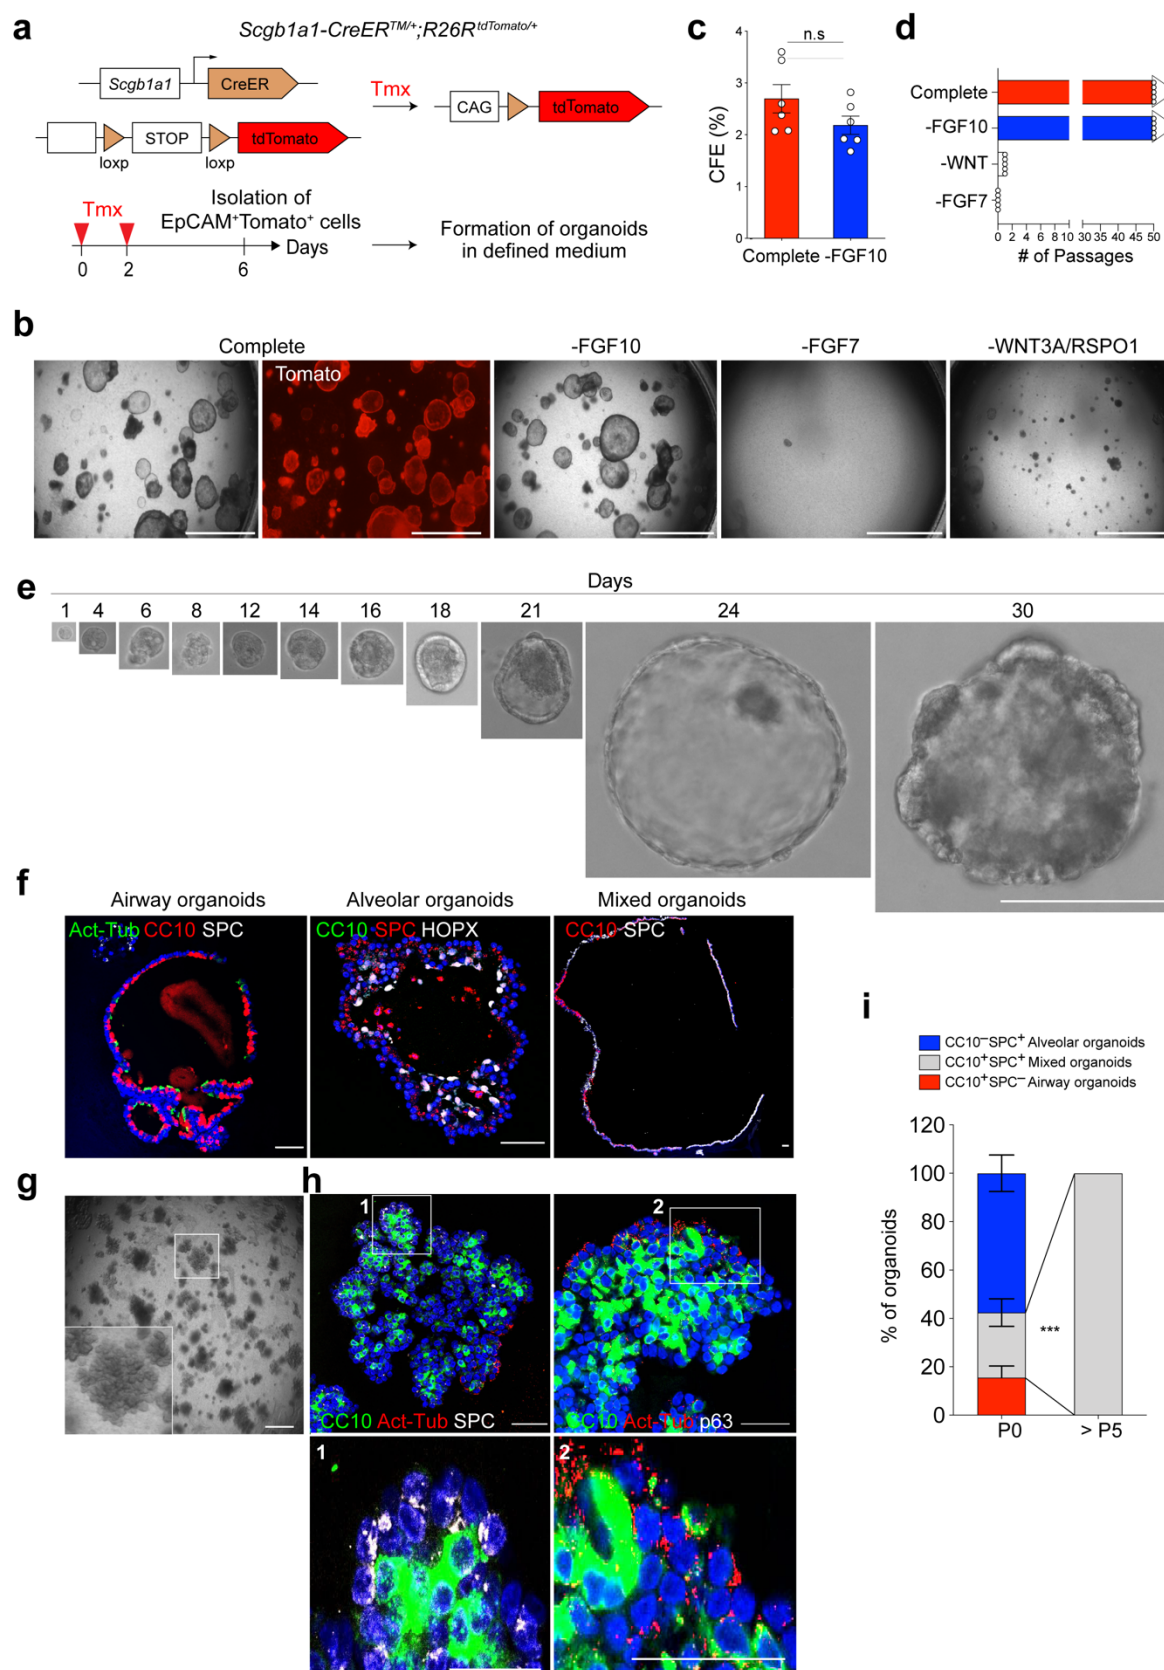 a
Scgb1a1-CreERTM/+;R26RtdTomato/+
Scgb1a1
CreER
Tmx
CAG
tdTomato
STOP
tdTomato
loxp
loxp
Tmx
Isolation of
EpCAM+Tomato+ cells
Days
0
2
6
Formation of organoids
in defined medium
c
n.s
CFE (%)
4
3
2
1
0
Complete
-FGF10
d
Complete
-FGF10
-WNT
-FGF7
0 2 4 6 8 10 30 35 40 45 50
# of Passages
b
Complete
-FGF10
-FGF7
-WNT3A/RSPO1
Tomato
e
Days
1 4 6 8 12 14 16 18 21 24 30
f
Airway organoids
Alveolar organoids
Mixed organoids
Act-Tub CC10 SPC
CC10 SPC HOPX
CC10 SPC
g
h
1
2
CC10 Act-Tub SPC
CC10 Act-Tub p63
1
2
i
CC10−SPC+ Alveolar organoids
CC10+SPC+ Mixed organoids
CC10+SPC− Airway organoids
% of organoids
120
100
80
60
40
20
0
***
P0
> P5